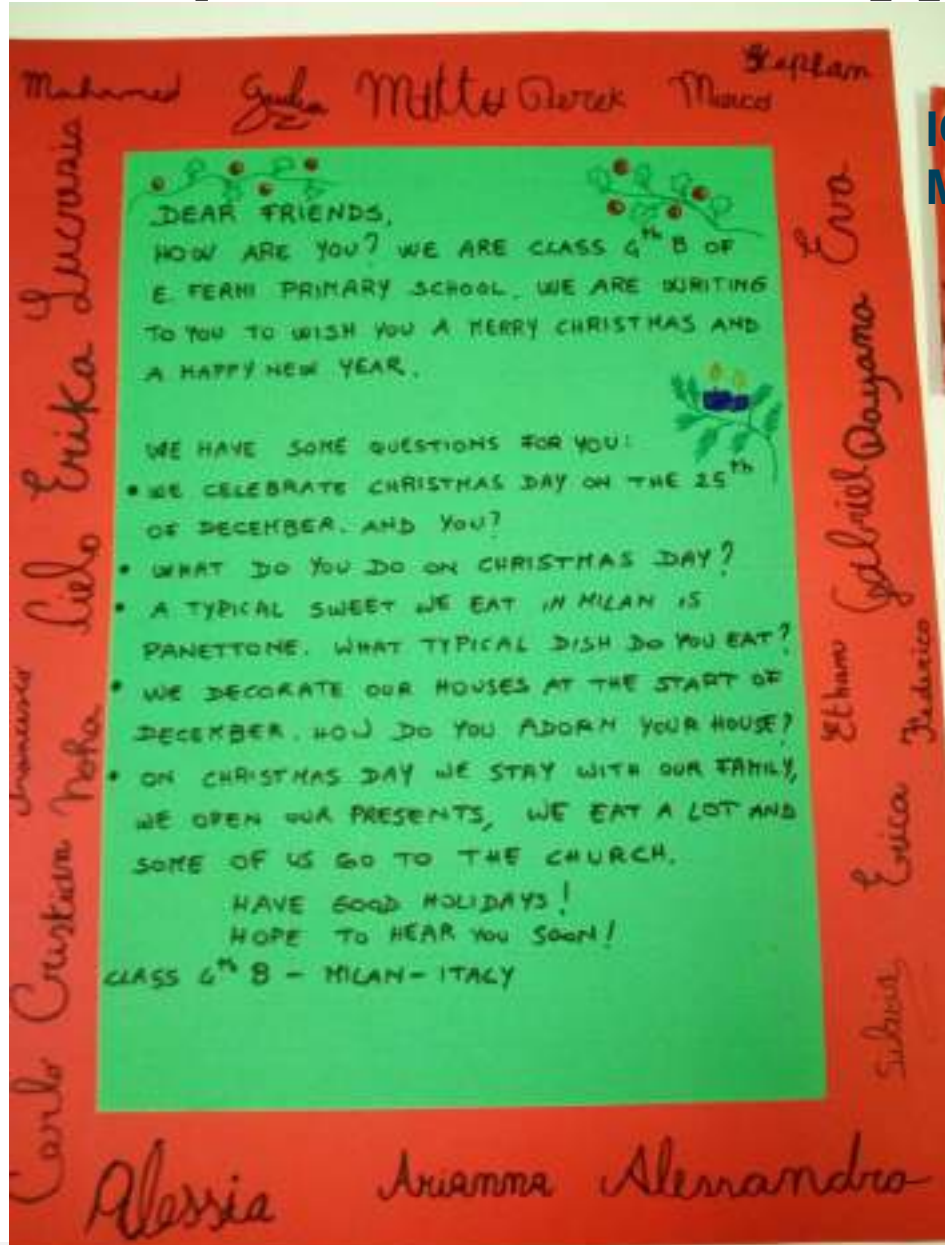 Mohamed Giulia Matteo Derek Marco Stephan
DEAR FRIENDS,
HOW ARE YOU? WE ARE CLASS 4th B OF
E. FERMI PRIMARY SCHOOL. WE ARE WRITING
TO YOU TO WISH YOU A MERRY CHRISTMAS AND
A HAPPY NEW YEAR.
WE HAVE SOME QUESTIONS FOR YOU:
• WE CELEBRATE CHRISTMAS DAY ON THE 25th
OF DECEMBER. AND YOU?
• WHAT DO YOU DO ON CHRISTMAS DAY?
• A TYPICAL SWEET WE EAT IN MILAN IS
PANETTONE. WHAT TYPICAL DISH DO YOU EAT?
• WE DECORATE OUR HOUSES AT THE START OF
DECEMBER. HOW DO YOU ADORN YOUR HOUSE?
• ON CHRISTMAS DAY WE STAY WITH OUR FAMILY,
WE OPEN OUR PRESENTS, WE EAT A LOT AND
SOME OF US GO TO THE CHURCH.
HAVE GOOD HOLIDAYS!
HOPE TO HEAR YOU SOON!
CLASS 4th B - MILAN - ITALY
Carlo Cristian Noha Cielo Erika
Francesco
Eva
Gabriel Dayana
Ethan
Federico
Silvia Erica
Alessia Arianna Alessandro